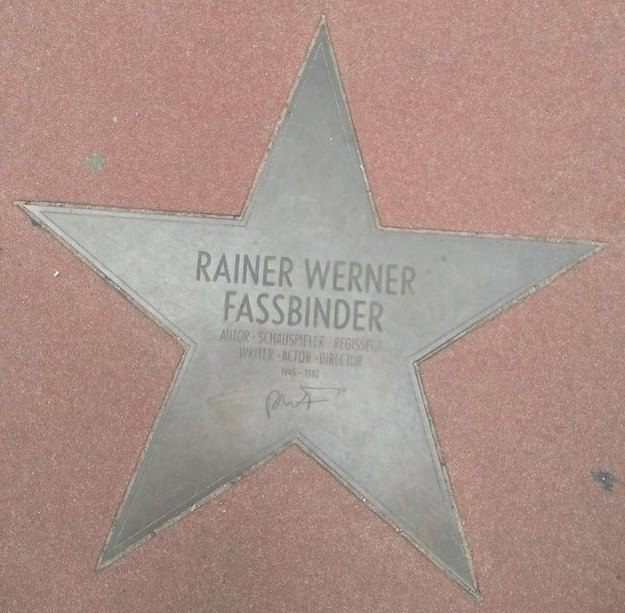 RAINER WERNER
FASSBINDER
AUTOR · SCHAUSPIELER · REGISSEUR
WRITER · ACTOR · DIRECTOR
1945 – 1982